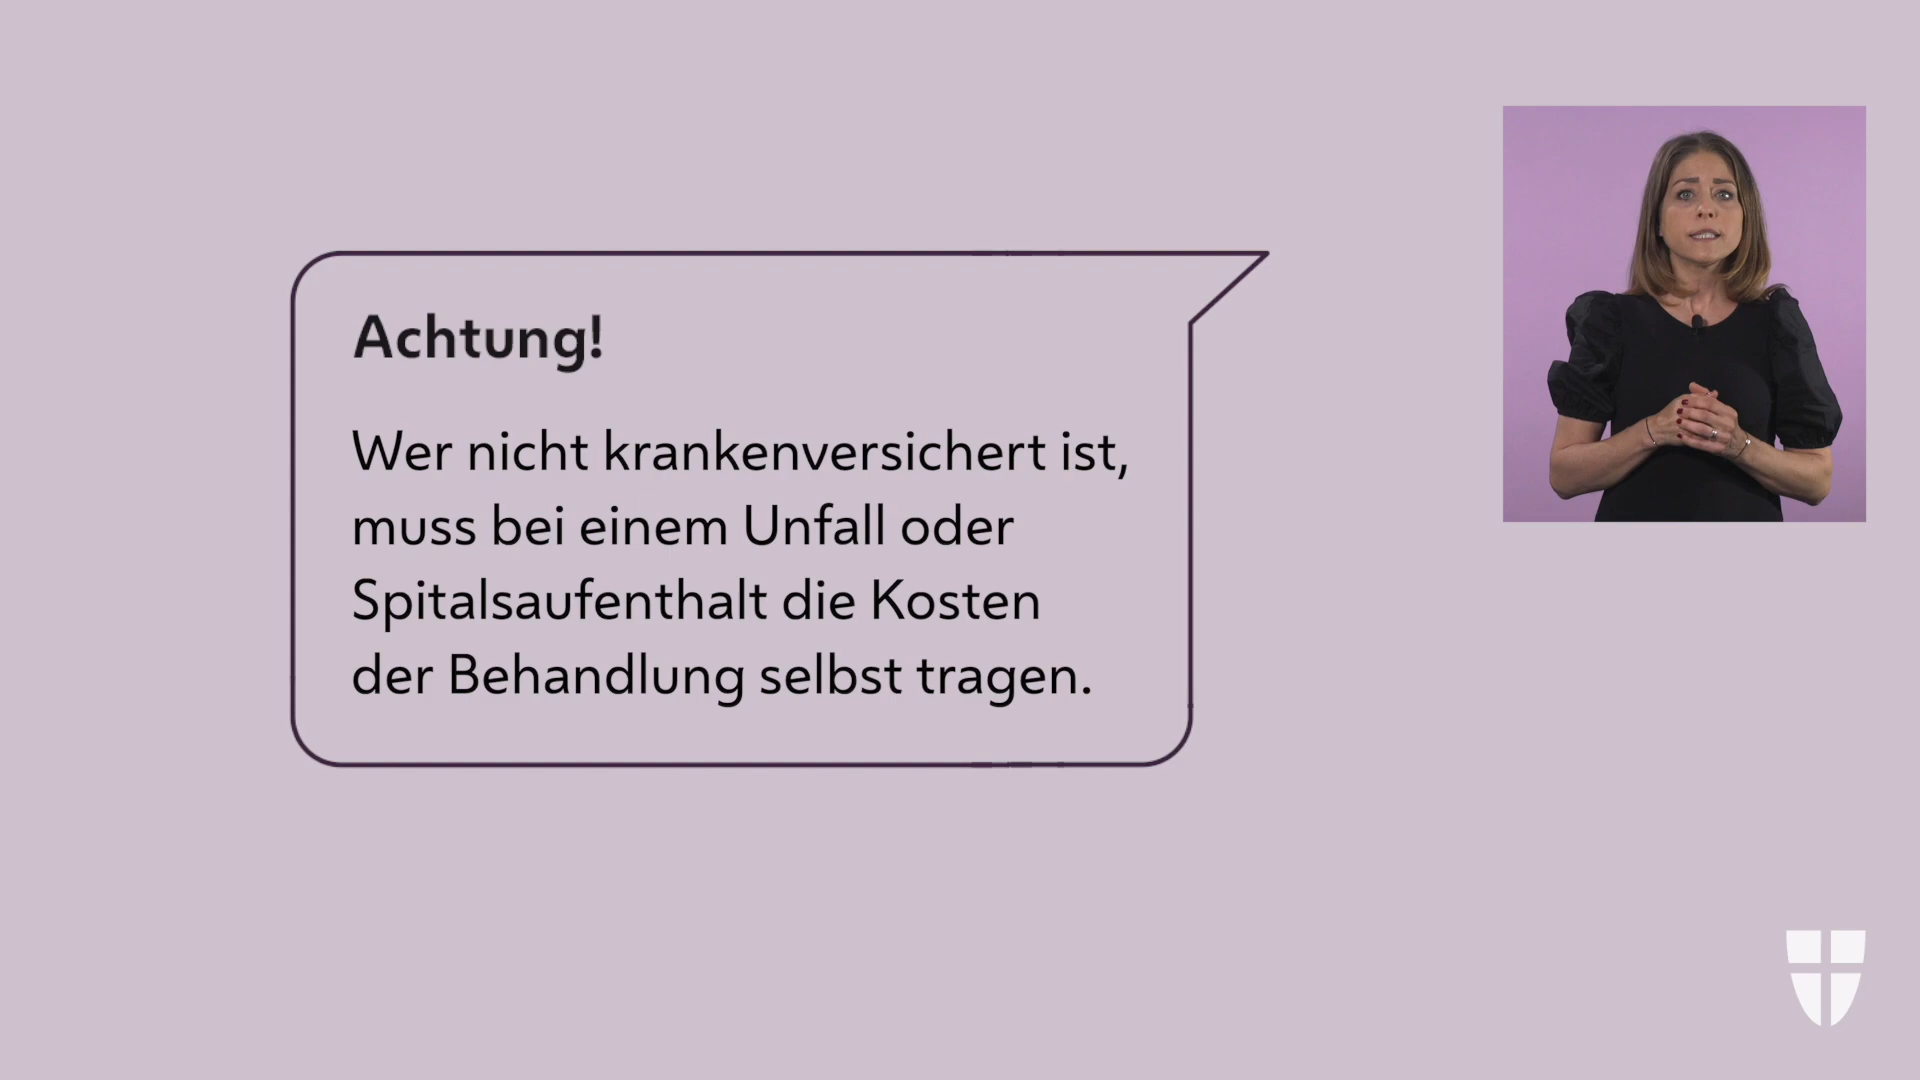 Achtung!
Wer nicht krankenversichert ist,
muss bei einem Unfall oder
Spitalsaufenthalt die Kosten
der Behandlung selbst tragen.